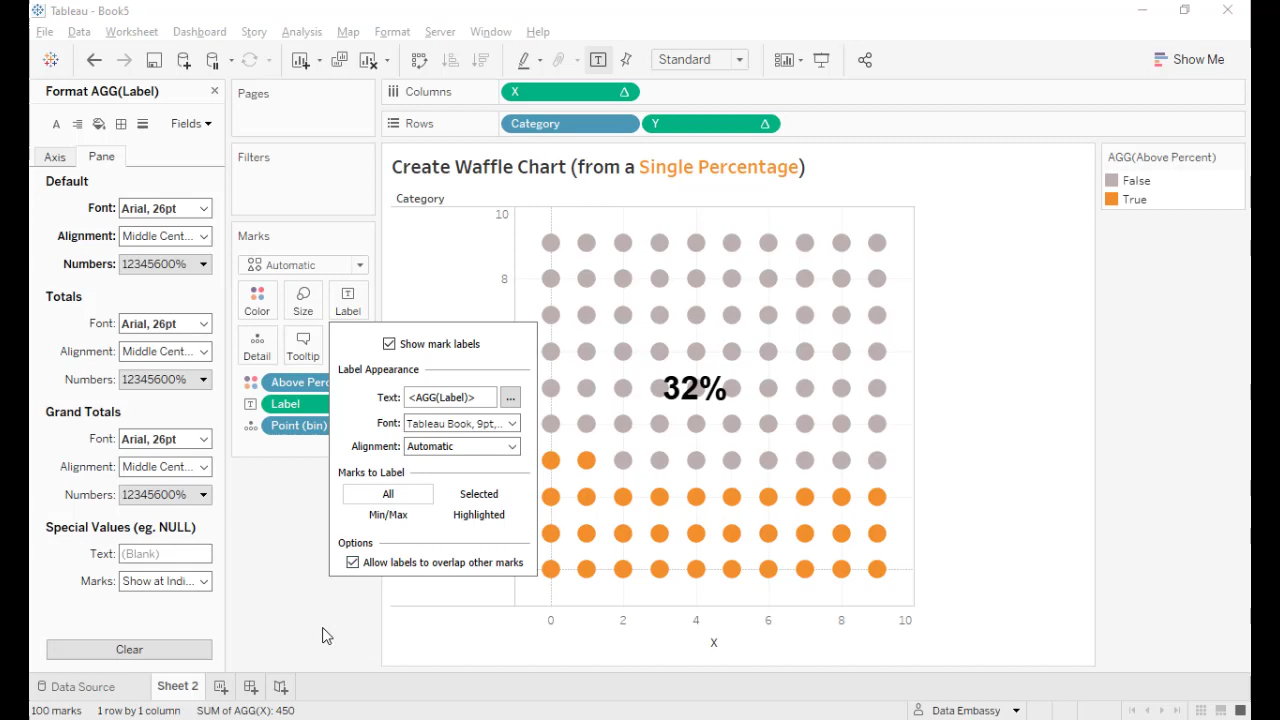 Tableau - Book5
File Data Worksheet Dashboard Story Analysis Map Format Server Window Help
Standard
Show Me
Format AGG(Label)
Fields
Axis Pane
Default
Font: Arial, 26pt
Alignment: Middle Cent...
Numbers: 12345600%
Totals
Font: Arial, 26pt
Alignment: Middle Cent...
Numbers: 12345600%
Grand Totals
Font: Arial, 26pt
Alignment: Middle Cent...
Numbers: 12345600%
Special Values (eg. NULL)
Text: (Blank)
Marks: Show at Indi...
Clear
Pages
Filters
Marks
Automatic
Color Size Label
Detail Tooltip
Above Perc
Label
Point (bin)
Show mark labels
Label Appearance
Text: <AGG(Label)> ...
Font: Tableau Book, 9pt,...
Alignment: Automatic
Marks to Label
All Selected
Min/Max Highlighted
Options
Allow labels to overlap other marks
Columns X
Rows Category Y
Create Waffle Chart (from a Single Percentage)
Category
10
8
32%
0 2 4 6 8 10
X
AGG(Above Percent)
False
True
Data Source Sheet 2
100 marks 1 row by 1 column SUM of AGG(X): 450
Data Embassy